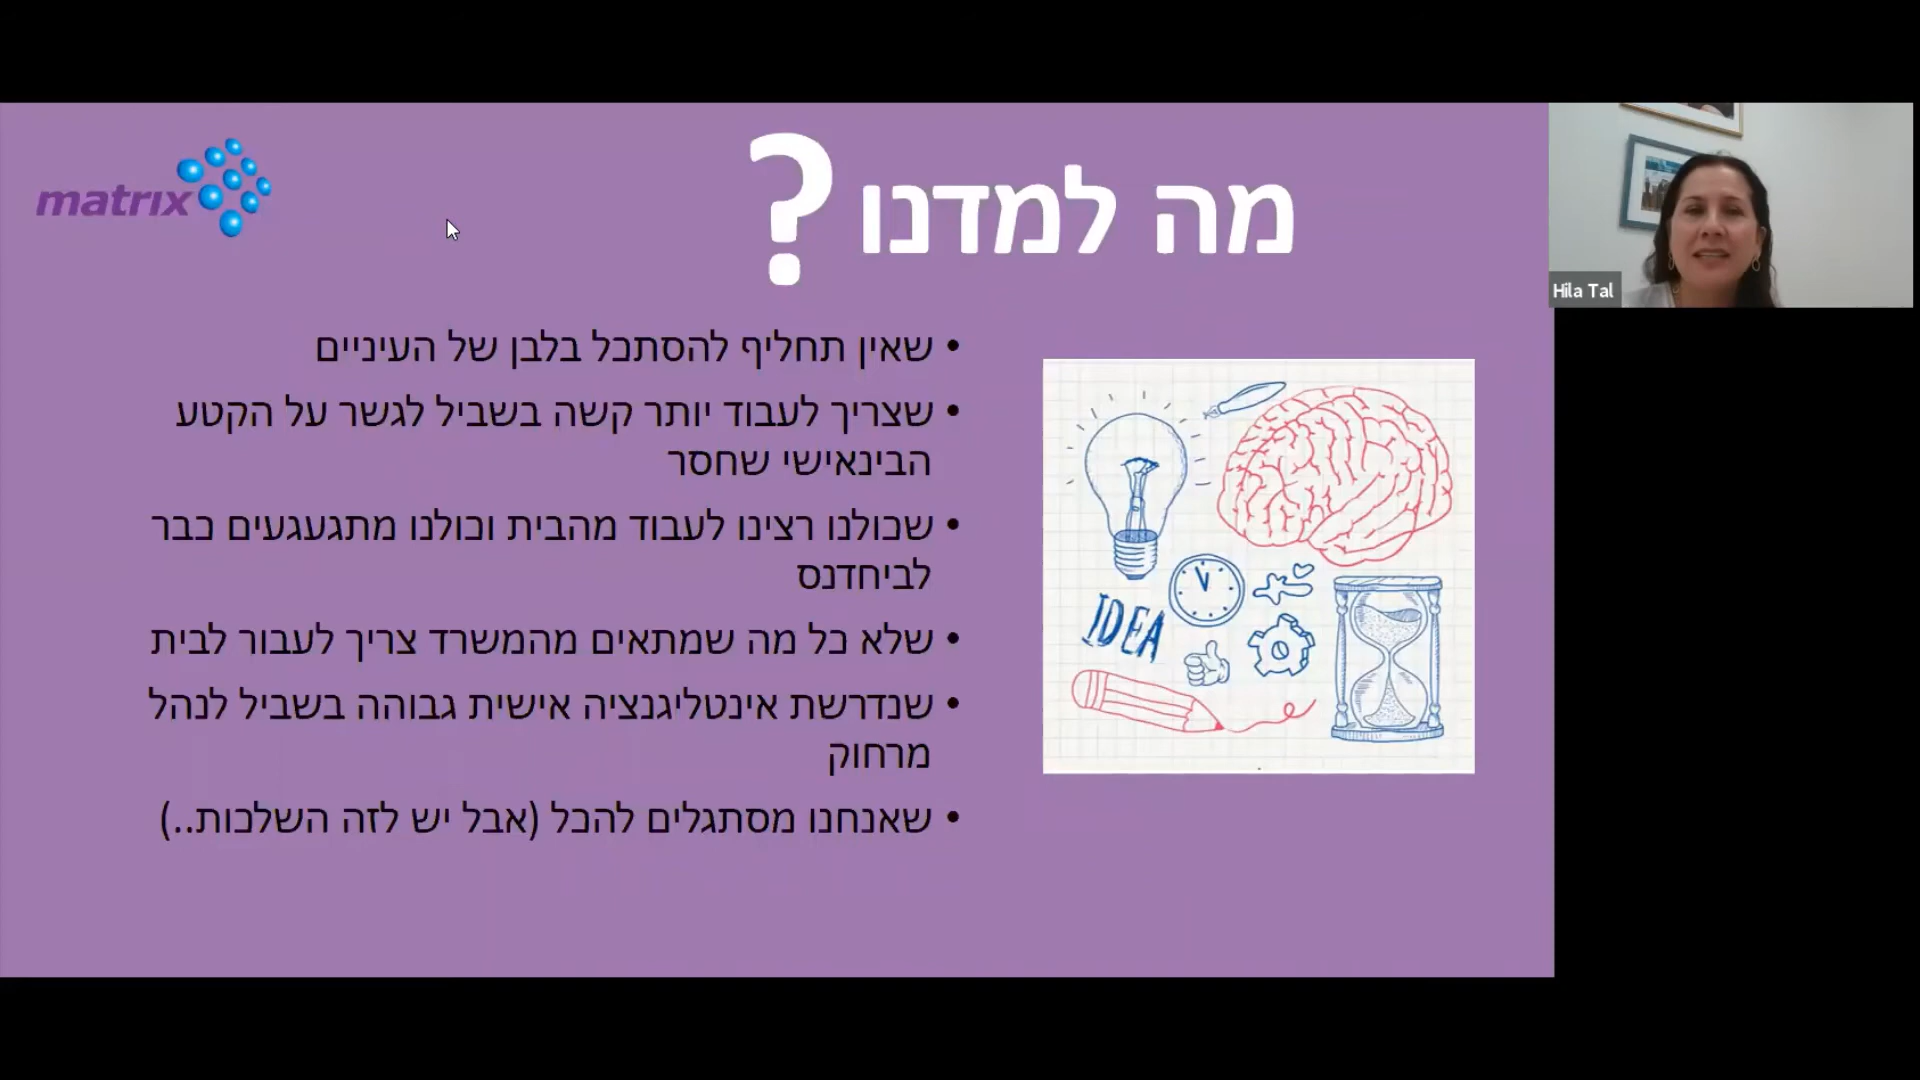 matrix
מה למדנו?
Hila Tal
• שאין תחליף להסתכל בלבן של העיניים
• שצריך לעבוד יותר קשה בשביל לגשר על הקטע
הבינאישי שחסר
• שכולנו רצינו לעבוד מהבית וכולנו מתגעגעים כבר
לביחדנס
• שלא כל מה שמתאים מהמשרד צריך לעבור לבית
• שנדרשת אינטליגנציה אישית גבוהה בשביל לנהל
מרחוק
• שאנחנו מסתגלים להכל (אבל יש לזה השלכות..)
IDEA